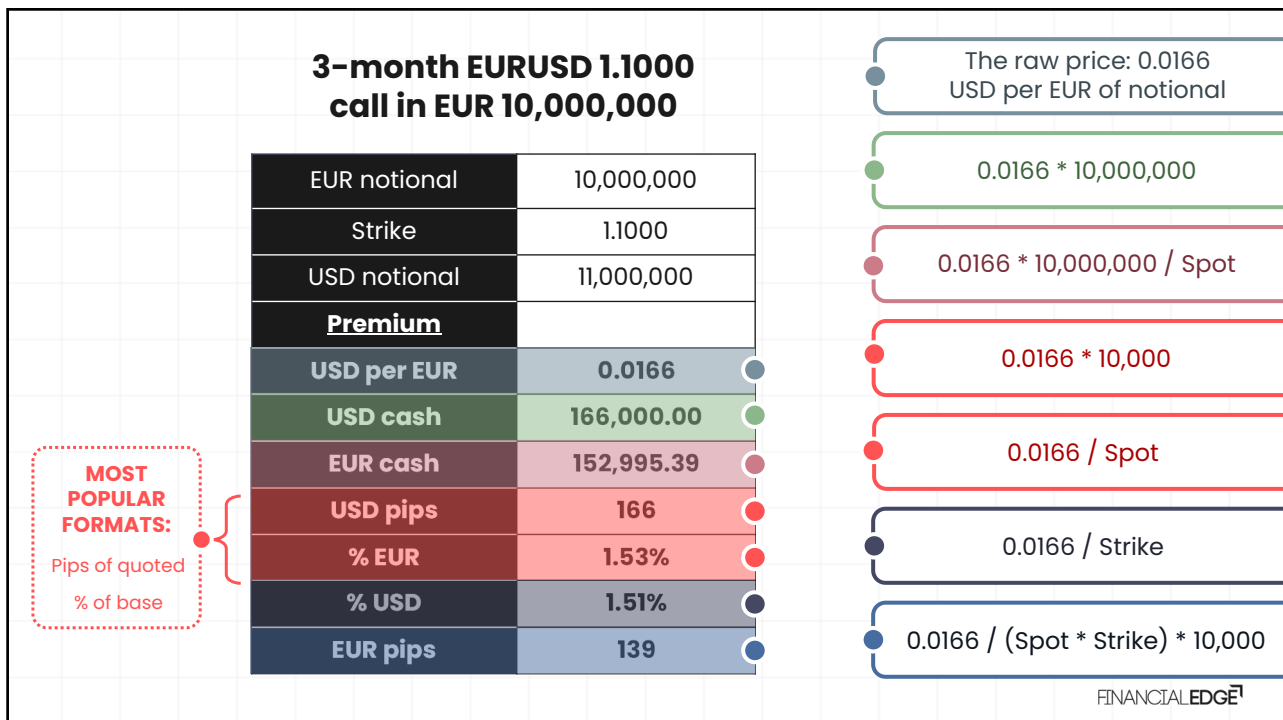 3-month EURUSD 1.1000
call in EUR 10,000,000
EUR notional 10,000,000
Strike 1.1000
USD notional 11,000,000
Premium
USD per EUR 0.0166
USD cash 166,000.00
EUR cash 152,995.39
USD pips 166
% EUR 1.53%
% USD 1.51%
EUR pips 139
MOST
POPULAR
FORMATS:
Pips of quoted
% of base
The raw price: 0.0166
USD per EUR of notional
0.0166 * 10,000,000
0.0166 * 10,000,000 / Spot
0.0166 * 10,000
0.0166 / Spot
0.0166 / Strike
0.0166 / (Spot * Strike) * 10,000
FINANCIALEDGE